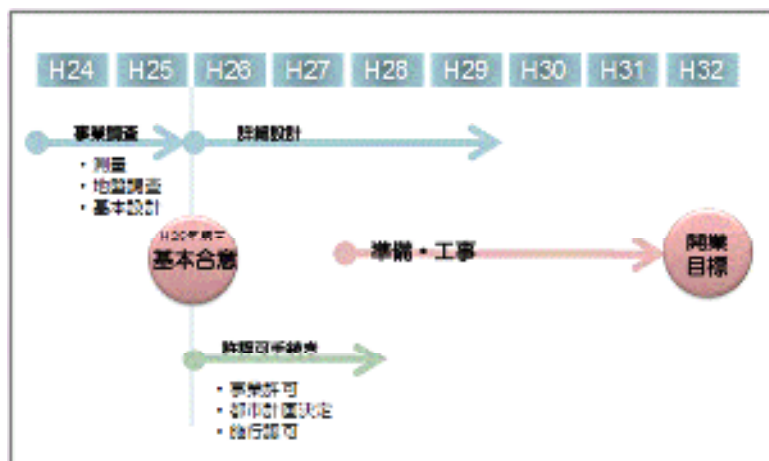 H24 H25 H26 H27 H28 H29 H30 H31 H32
事業調査
・測量
・地盤調査
・基本設計
詳細設計
基本合意
準備・工事
開業
目標
許認可手続き
・事業許可
・都市計画決定
・施行認可